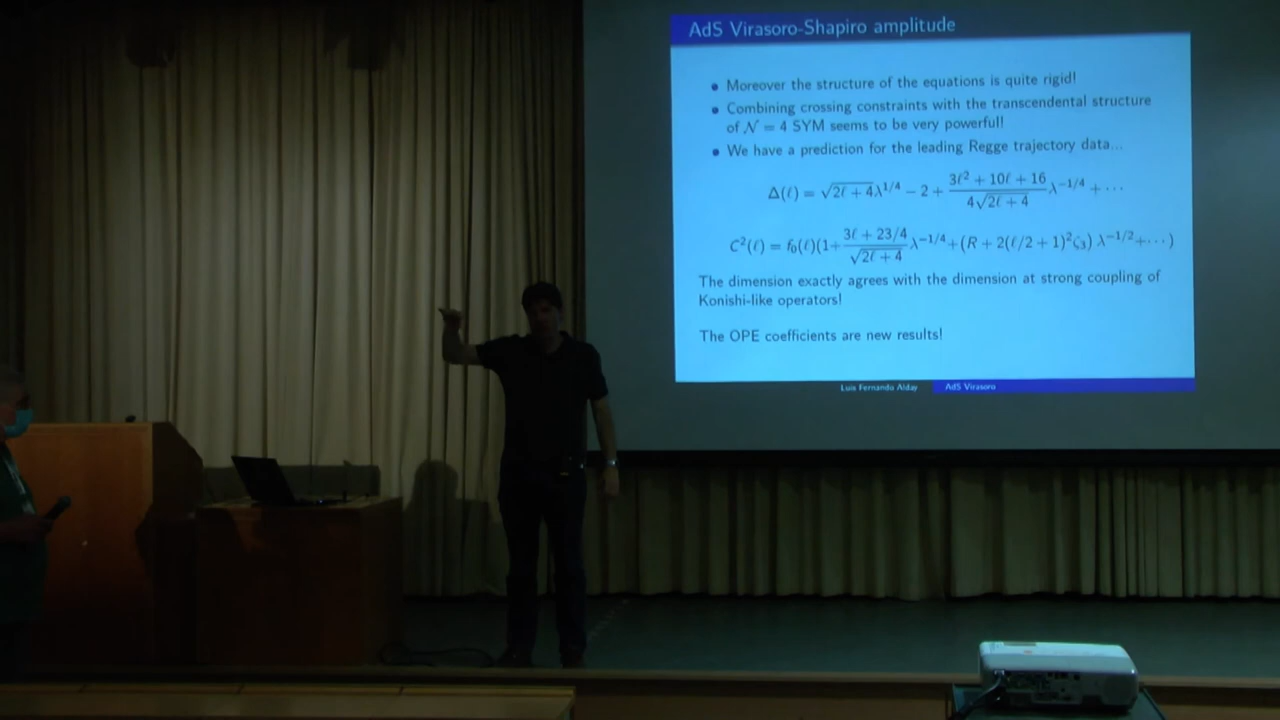 AdS Virasoro-Shapiro amplitude
Moreover the structure of the equations is quite rigid!
Combining crossing constraints with the transcendental structure
of 𝒩 = 4 SYM seems to be very powerful!
We have a prediction for the leading Regge trajectory data...
Δ(ℓ) = √(2ℓ + 4)λ^{1/4} − 2 + (3ℓ² + 10ℓ + 16)/(4√(2ℓ + 4)) λ^{−1/4} + ⋯
C²(ℓ) = f₀(ℓ)(1+ (3ℓ + 23/4)/√(2ℓ + 4) λ^{−1/4}+(R + 2(ℓ/2 + 1)²ζ₃) λ^{−1/2}+⋯)
The dimension exactly agrees with the dimension at strong coupling of
Konishi-like operators!
The OPE coefficients are new results!
Luis Fernando Alday AdS Virasoro